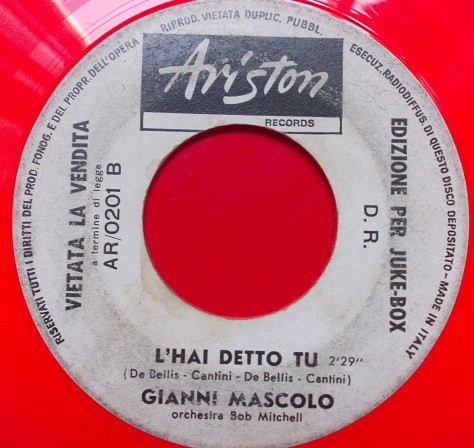 RISERVATI TUTTI I DIRITTI DEL PROD. FONOG. E DEL PROPR. DELL'OPERA - RIPROD. VIETATA DUPLIC. PUBBL. ESECUZ. RADIODIFFUS. DI QUESTO DISCO DEPOSITATO - MADE IN ITALY
Ariston
RECORDS
VIETATA LA VENDITA
a termine di legge
AR/0201 B
EDIZIONE PER JUKE-BOX
D. R.
L'HAI DETTO TU 2'29"
(De Bellis - Cantini - De Bellis - Cantini)
GIANNI MASCOLO
orchestra Bob Mitchell